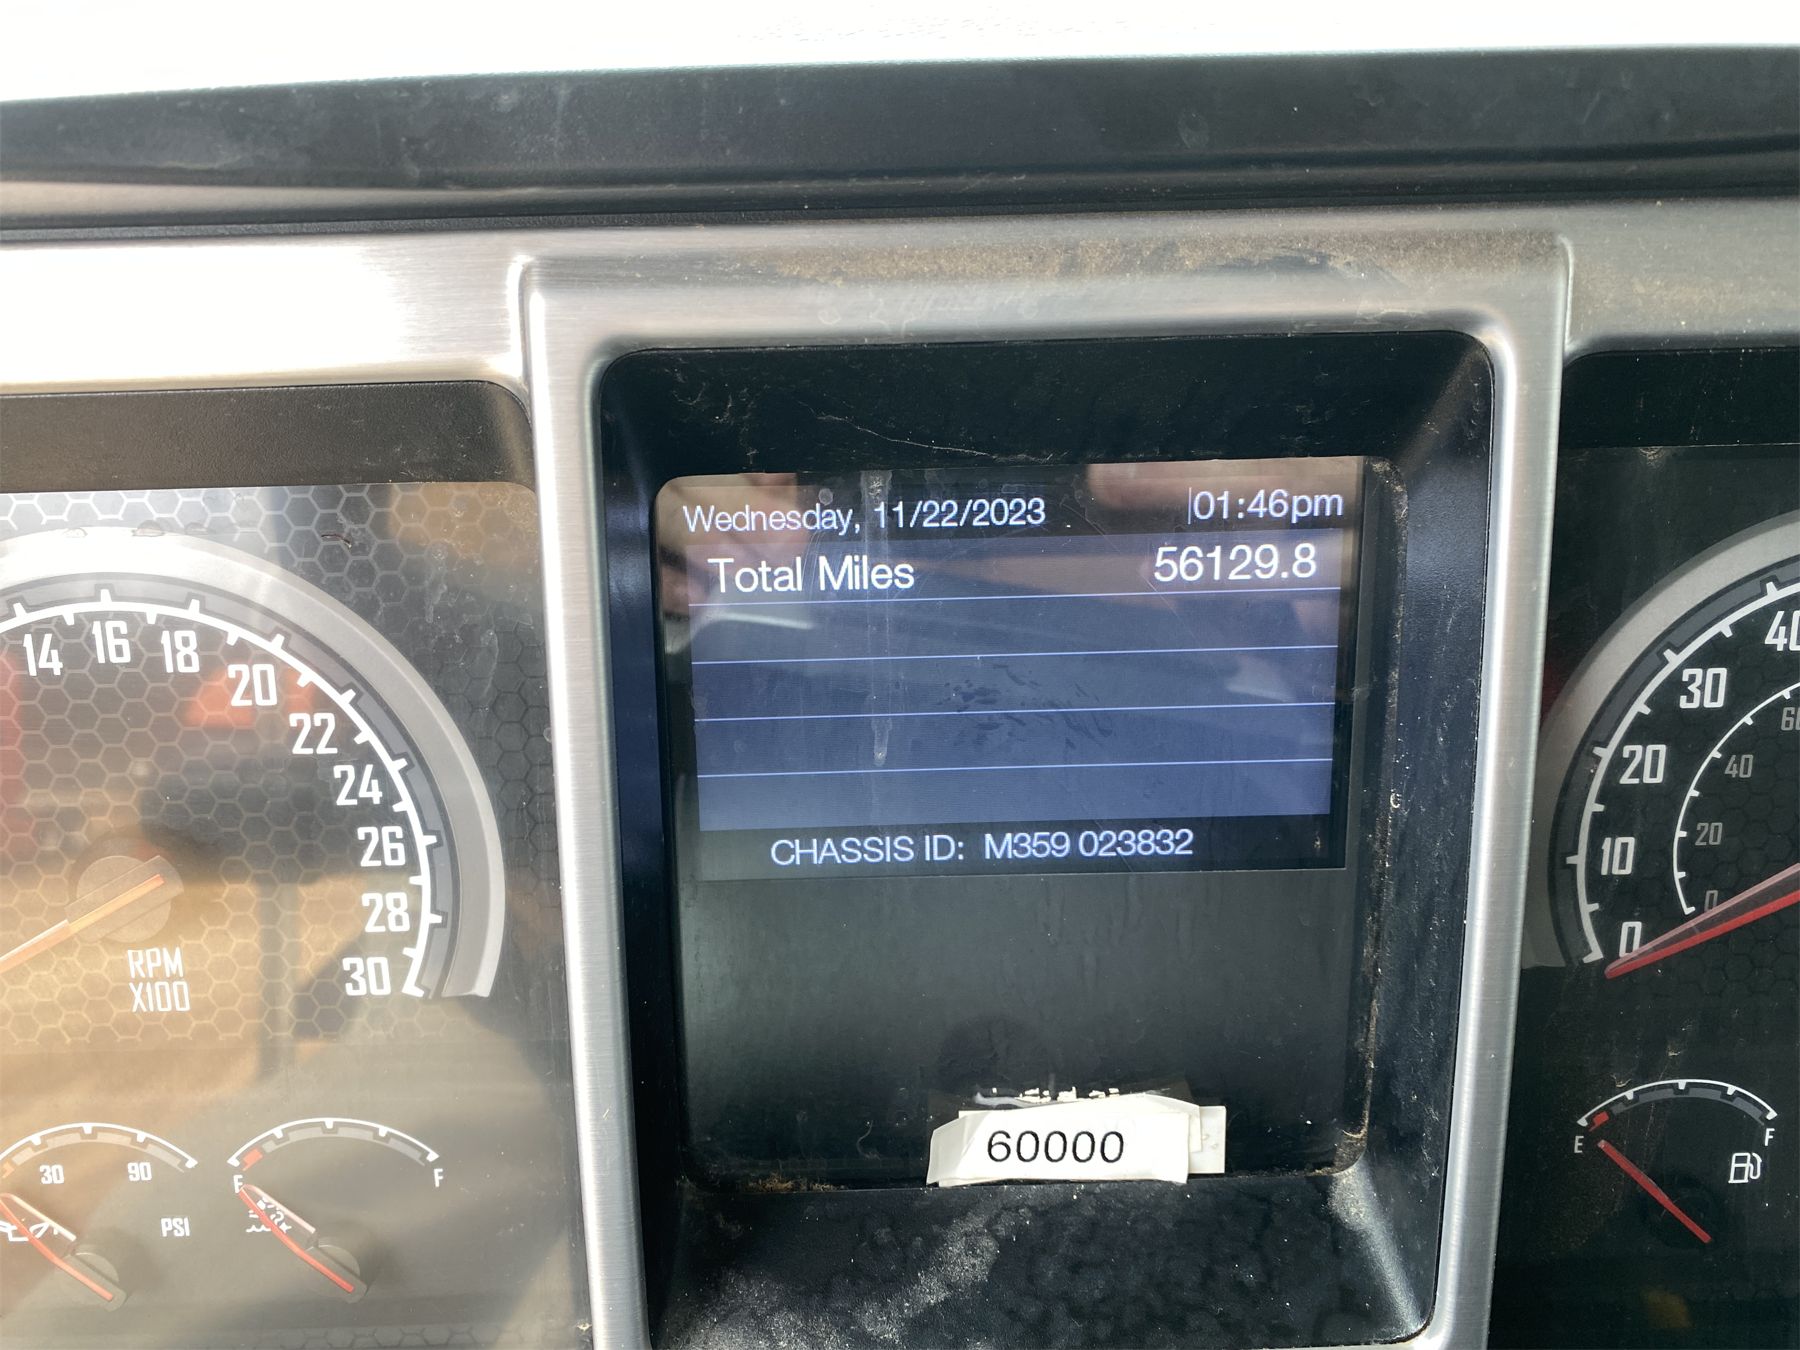 Wednesday, 11/22/2023 01:46pm
Total Miles 56129.8
CHASSIS ID: M359 023832
14
16
18
20
22
24
26
28
30
RPM
X100
40
30
20
10
0
40
20
0
30 90
PSI
F
E F
60000